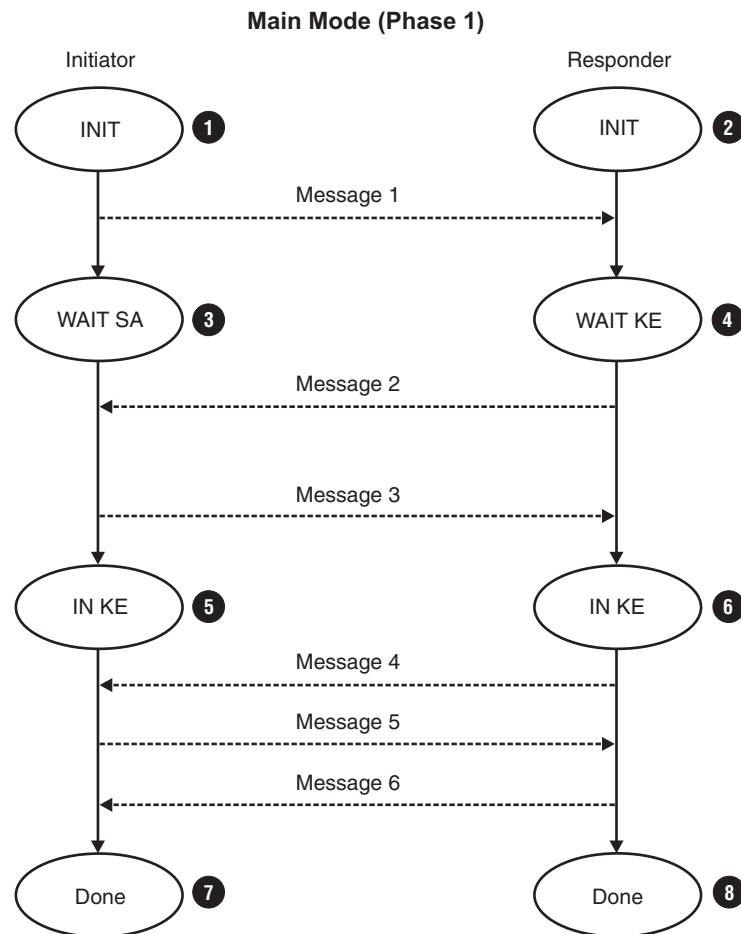 Main Mode (Phase 1)
Initiator Responder
INIT 1 INIT 2
Message 1
WAIT SA 3 WAIT KE 4
Message 2
Message 3
IN KE 5 IN KE 6
Message 4
Message 5
Message 6
Done 7 Done 8